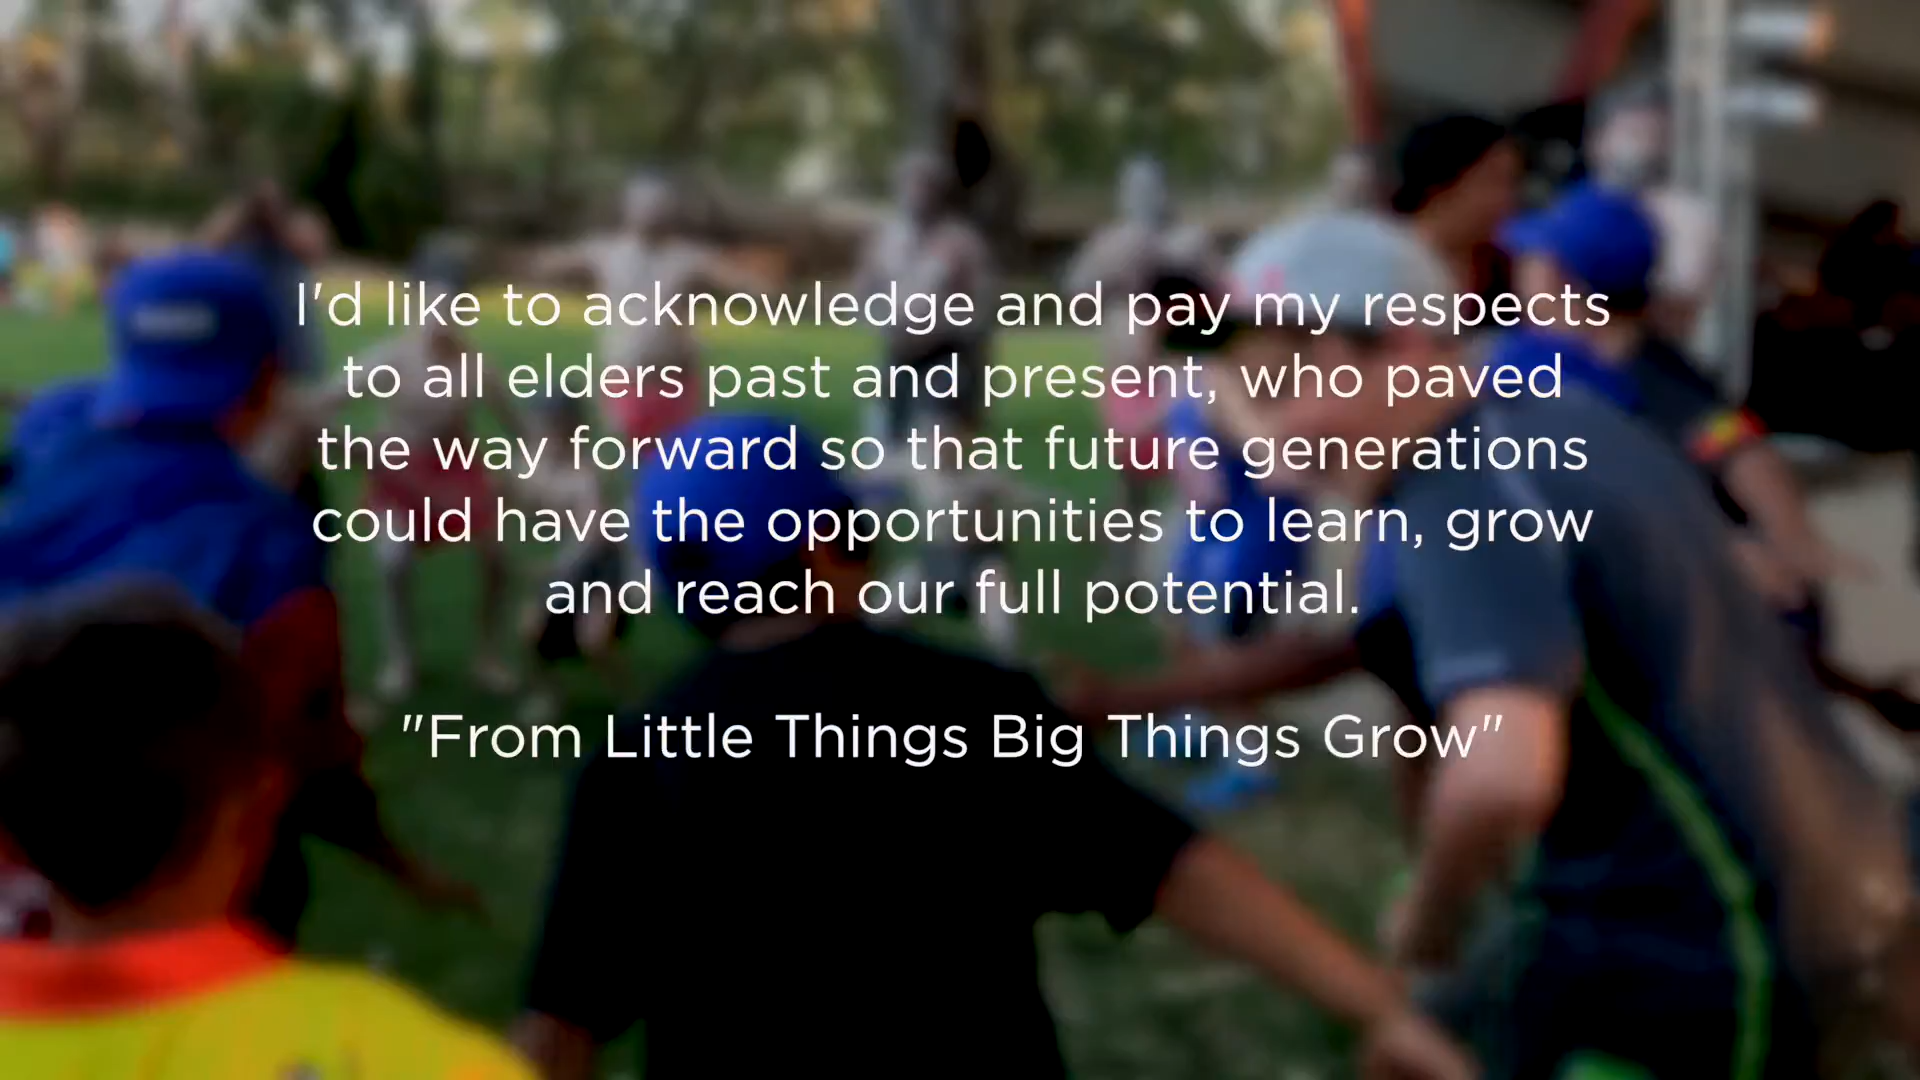 I'd like to acknowledge and pay my respects
to all elders past and present, who paved
the way forward so that future generations
could have the opportunities to learn, grow
and reach our full potential.
"From Little Things Big Things Grow"